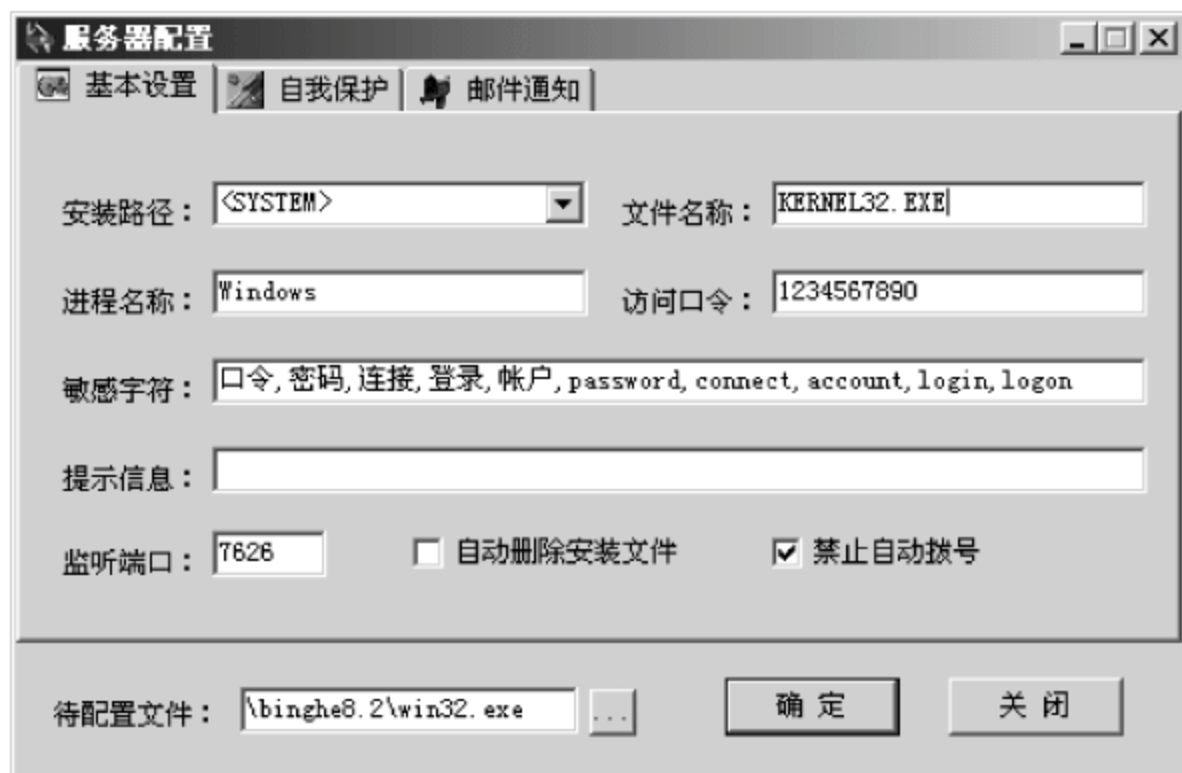 服务器配置
基本设置 自我保护 邮件通知
安装路径： <SYSTEM> 文件名称： KERNEL32.EXE
进程名称： Windows 访问口令： 1234567890
敏感字符： 口令,密码,连接,登录,帐户,password,connect,account,login,logon
提示信息：
监听端口： 7626 自动删除安装文件 禁止自动拨号
待配置文件： \binghe8.2\win32.exe ... 确定 关闭